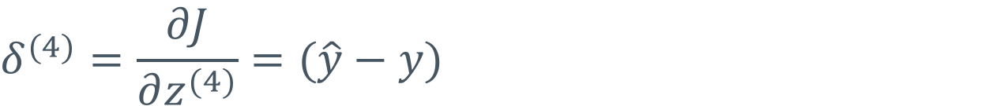 δ⁽⁴⁾ = ∂J / ∂z⁽⁴⁾ = (ŷ − y)